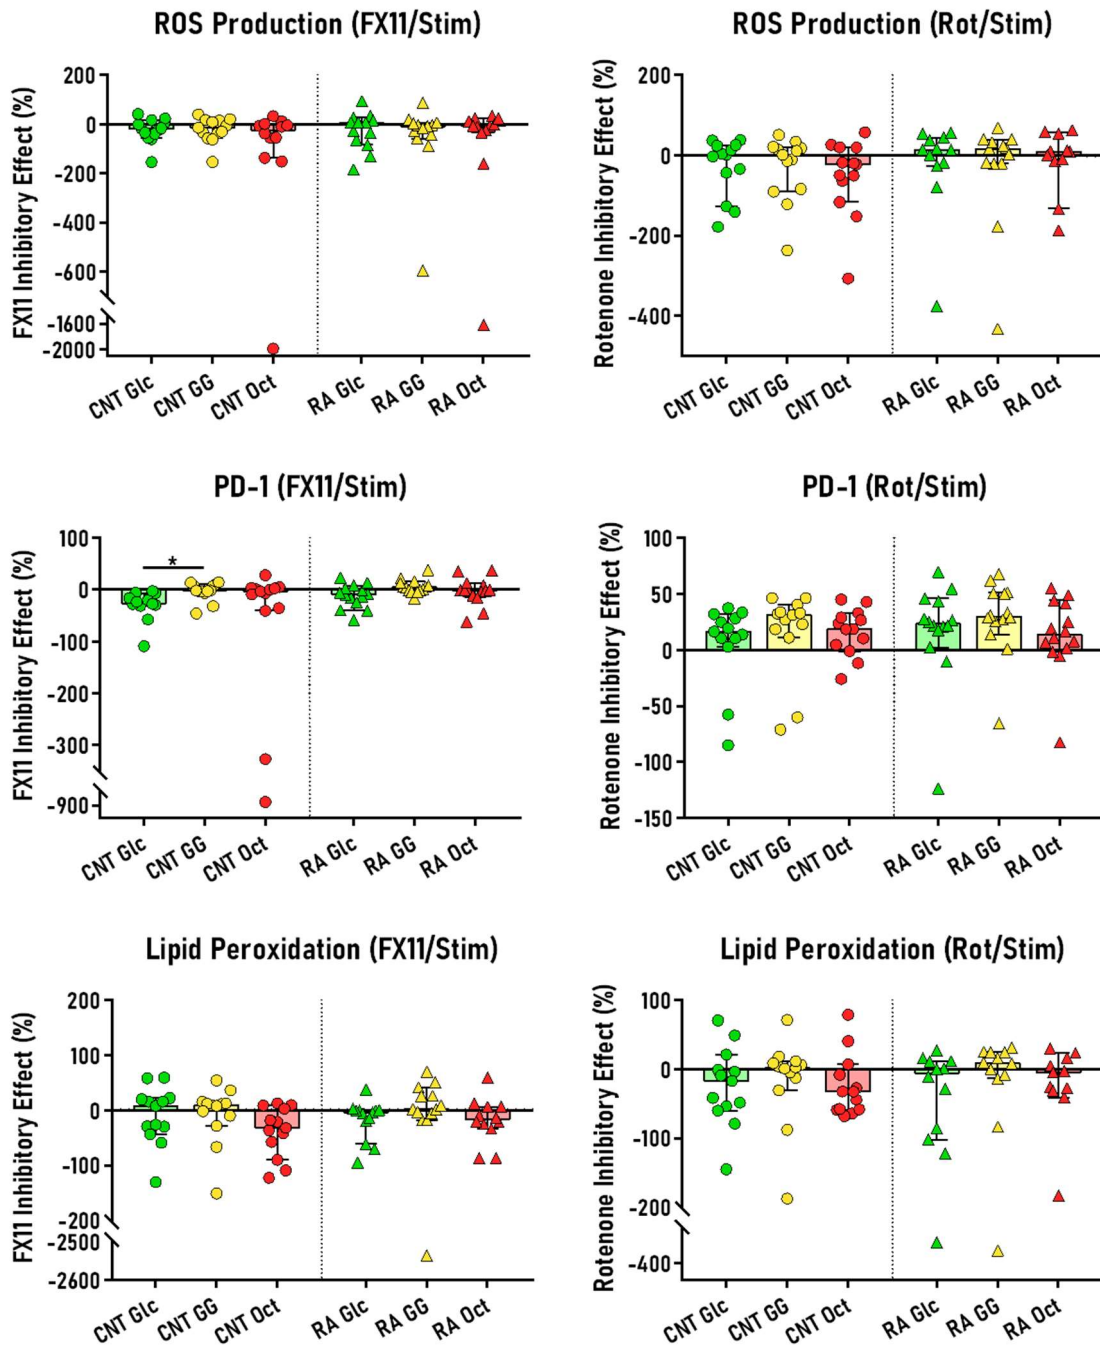 ROS Production (FX11/Stim)
FX11 Inhibitory Effect (%)
200
0
-200
-400
-600
-1600
-2000
CNT Glc
CNT GG
CNT Oct
RA Glc
RA GG
RA Oct
ROS Production (Rot/Stim)
Rotenone Inhibitory Effect (%)
200
0
-200
-400
CNT Glc
CNT GG
CNT Oct
RA Glc
RA GG
RA Oct
PD-1 (FX11/Stim)
FX11 Inhibitory Effect (%)
100
0
-100
-200
-300
-900
*
CNT Glc
CNT GG
CNT Oct
RA Glc
RA GG
RA Oct
PD-1 (Rot/Stim)
Rotenone Inhibitory Effect (%)
100
50
0
-50
-100
-150
CNT Glc
CNT GG
CNT Oct
RA Glc
RA GG
RA Oct
Lipid Peroxidation (FX11/Stim)
FX11 Inhibitory Effect (%)
200
100
0
-100
-200
-2500
-2600
CNT Glc
CNT GG
CNT Oct
RA Glc
RA GG
RA Oct
Lipid Peroxidation (Rot/Stim)
Rotenone Inhibitory Effect (%)
100
0
-100
-200
-400
CNT Glc
CNT GG
CNT Oct
RA Glc
RA GG
RA Oct